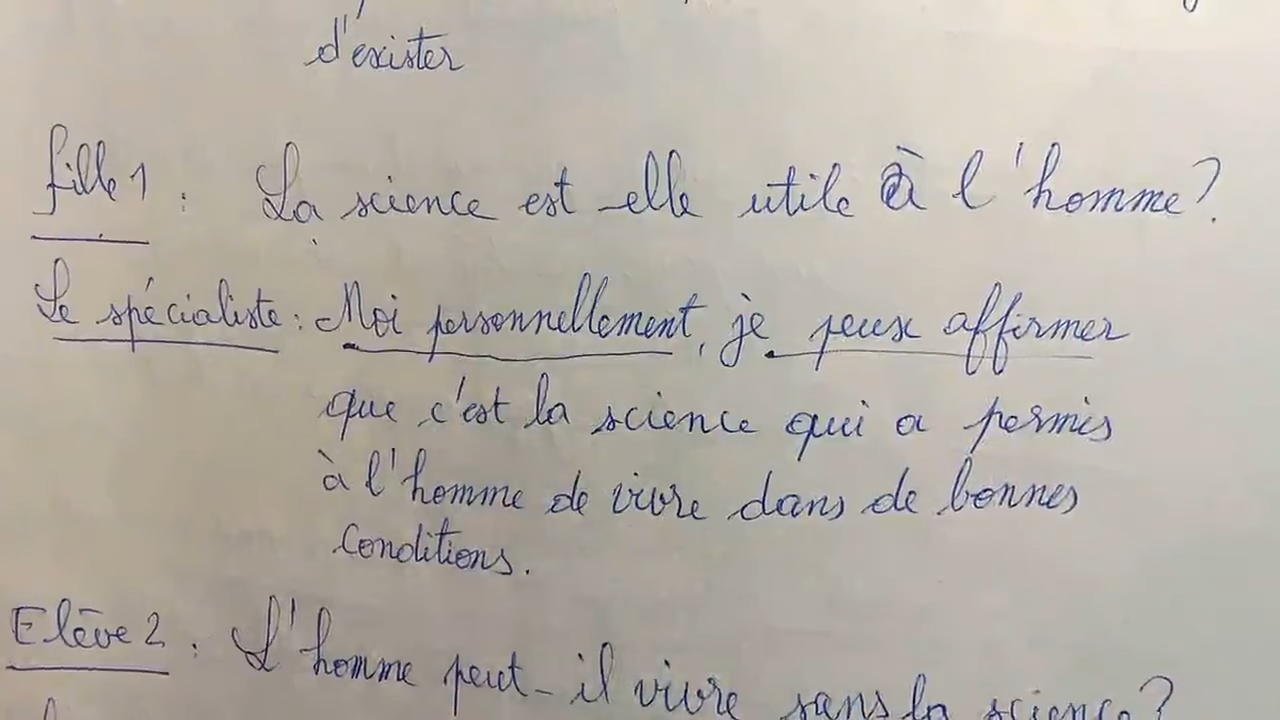 d'exister
fille 1 : La science est elle utile à l'homme ?
Le spécialiste : Moi personnellement, je peux affirmer
que c'est la science qui a permis
à l'homme de vivre dans de bonnes
conditions.
Elève 2 : L'homme peut-il vivre sans la science ?